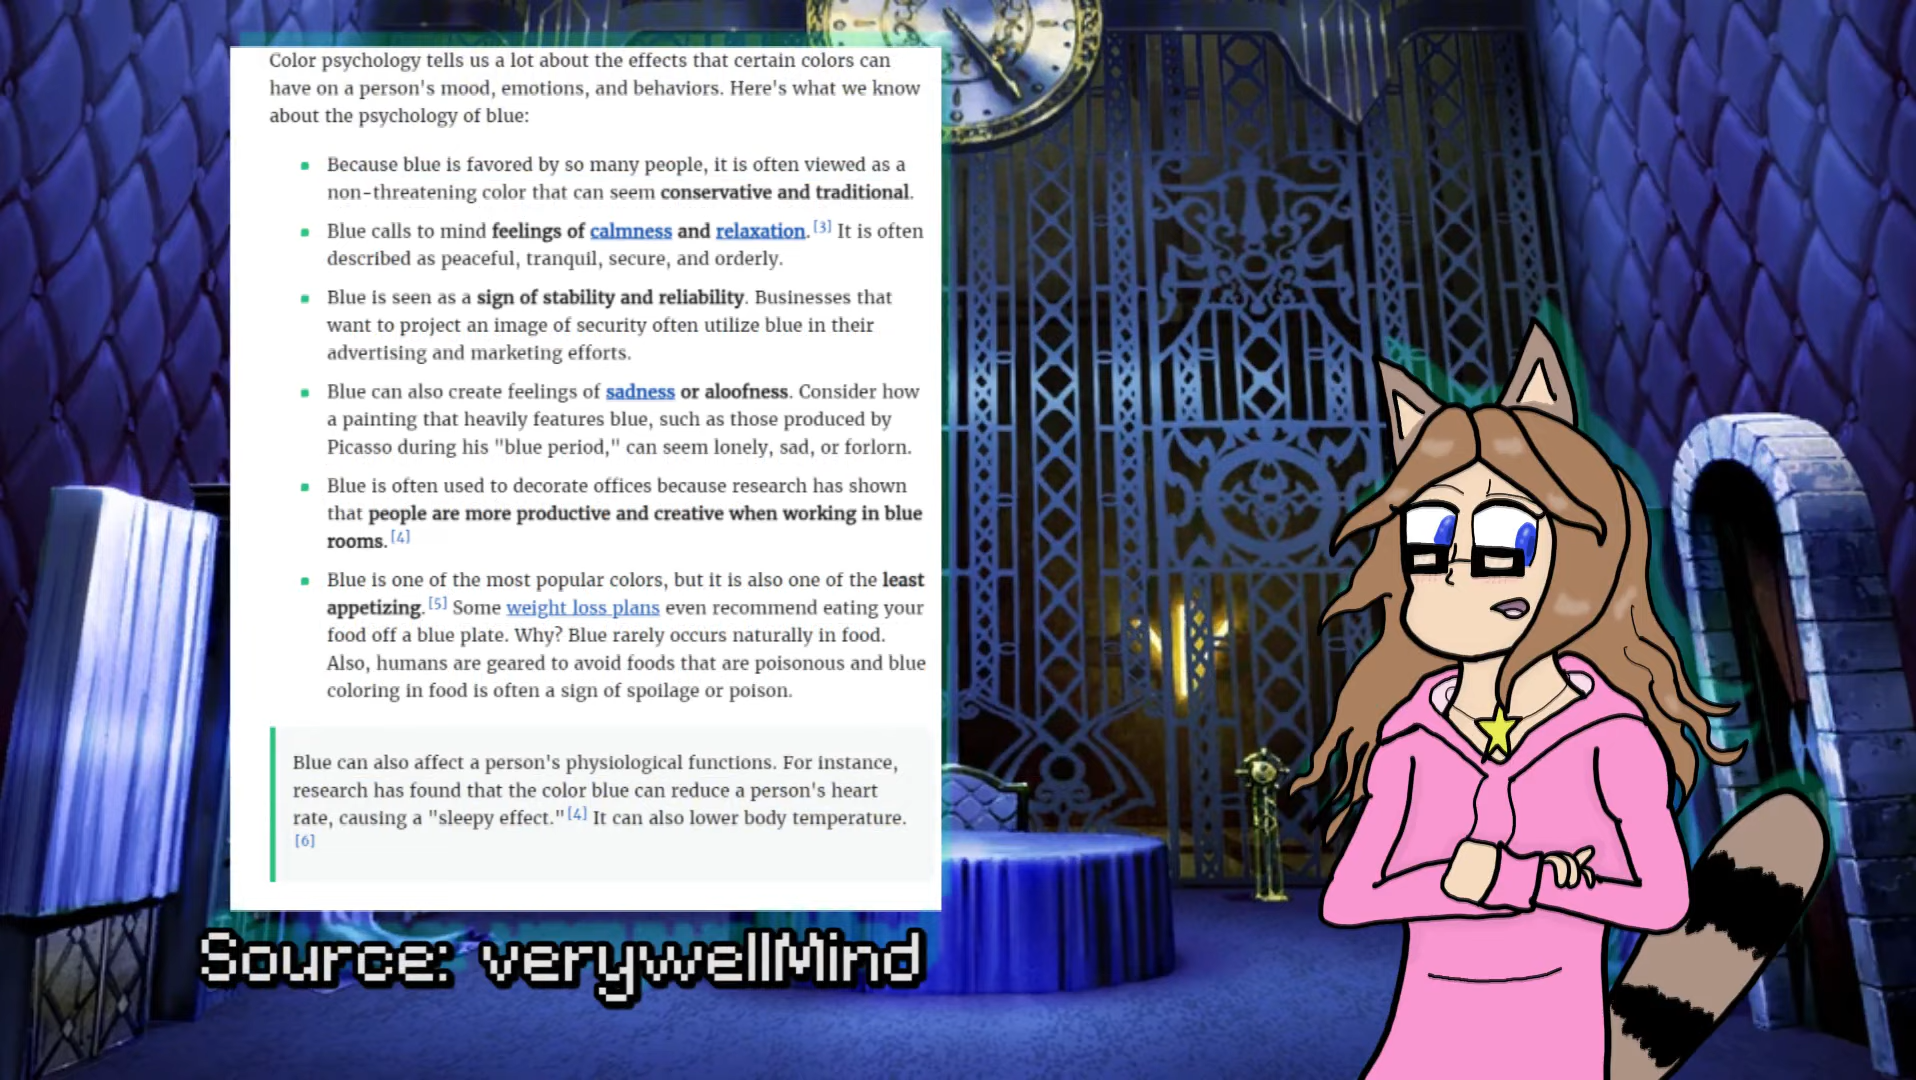 Color psychology tells us a lot about the effects that certain colors can
have on a person's mood, emotions, and behaviors. Here's what we know
about the psychology of blue:
Because blue is favored by so many people, it is often viewed as a
non-threatening color that can seem conservative and traditional.
Blue calls to mind feelings of calmness and relaxation.[3] It is often
described as peaceful, tranquil, secure, and orderly.
Blue is seen as a sign of stability and reliability. Businesses that
want to project an image of security often utilize blue in their
advertising and marketing efforts.
Blue can also create feelings of sadness or aloofness. Consider how
a painting that heavily features blue, such as those produced by
Picasso during his "blue period," can seem lonely, sad, or forlorn.
Blue is often used to decorate offices because research has shown
that people are more productive and creative when working in blue
rooms.[4]
Blue is one of the most popular colors, but it is also one of the least
appetizing.[5] Some weight loss plans even recommend eating your
food off a blue plate. Why? Blue rarely occurs naturally in food.
Also, humans are geared to avoid foods that are poisonous and blue
coloring in food is often a sign of spoilage or poison.
Blue can also affect a person's physiological functions. For instance,
research has found that the color blue can reduce a person's heart
rate, causing a "sleepy effect."[4] It can also lower body temperature.
[6]
Source: verywellMind